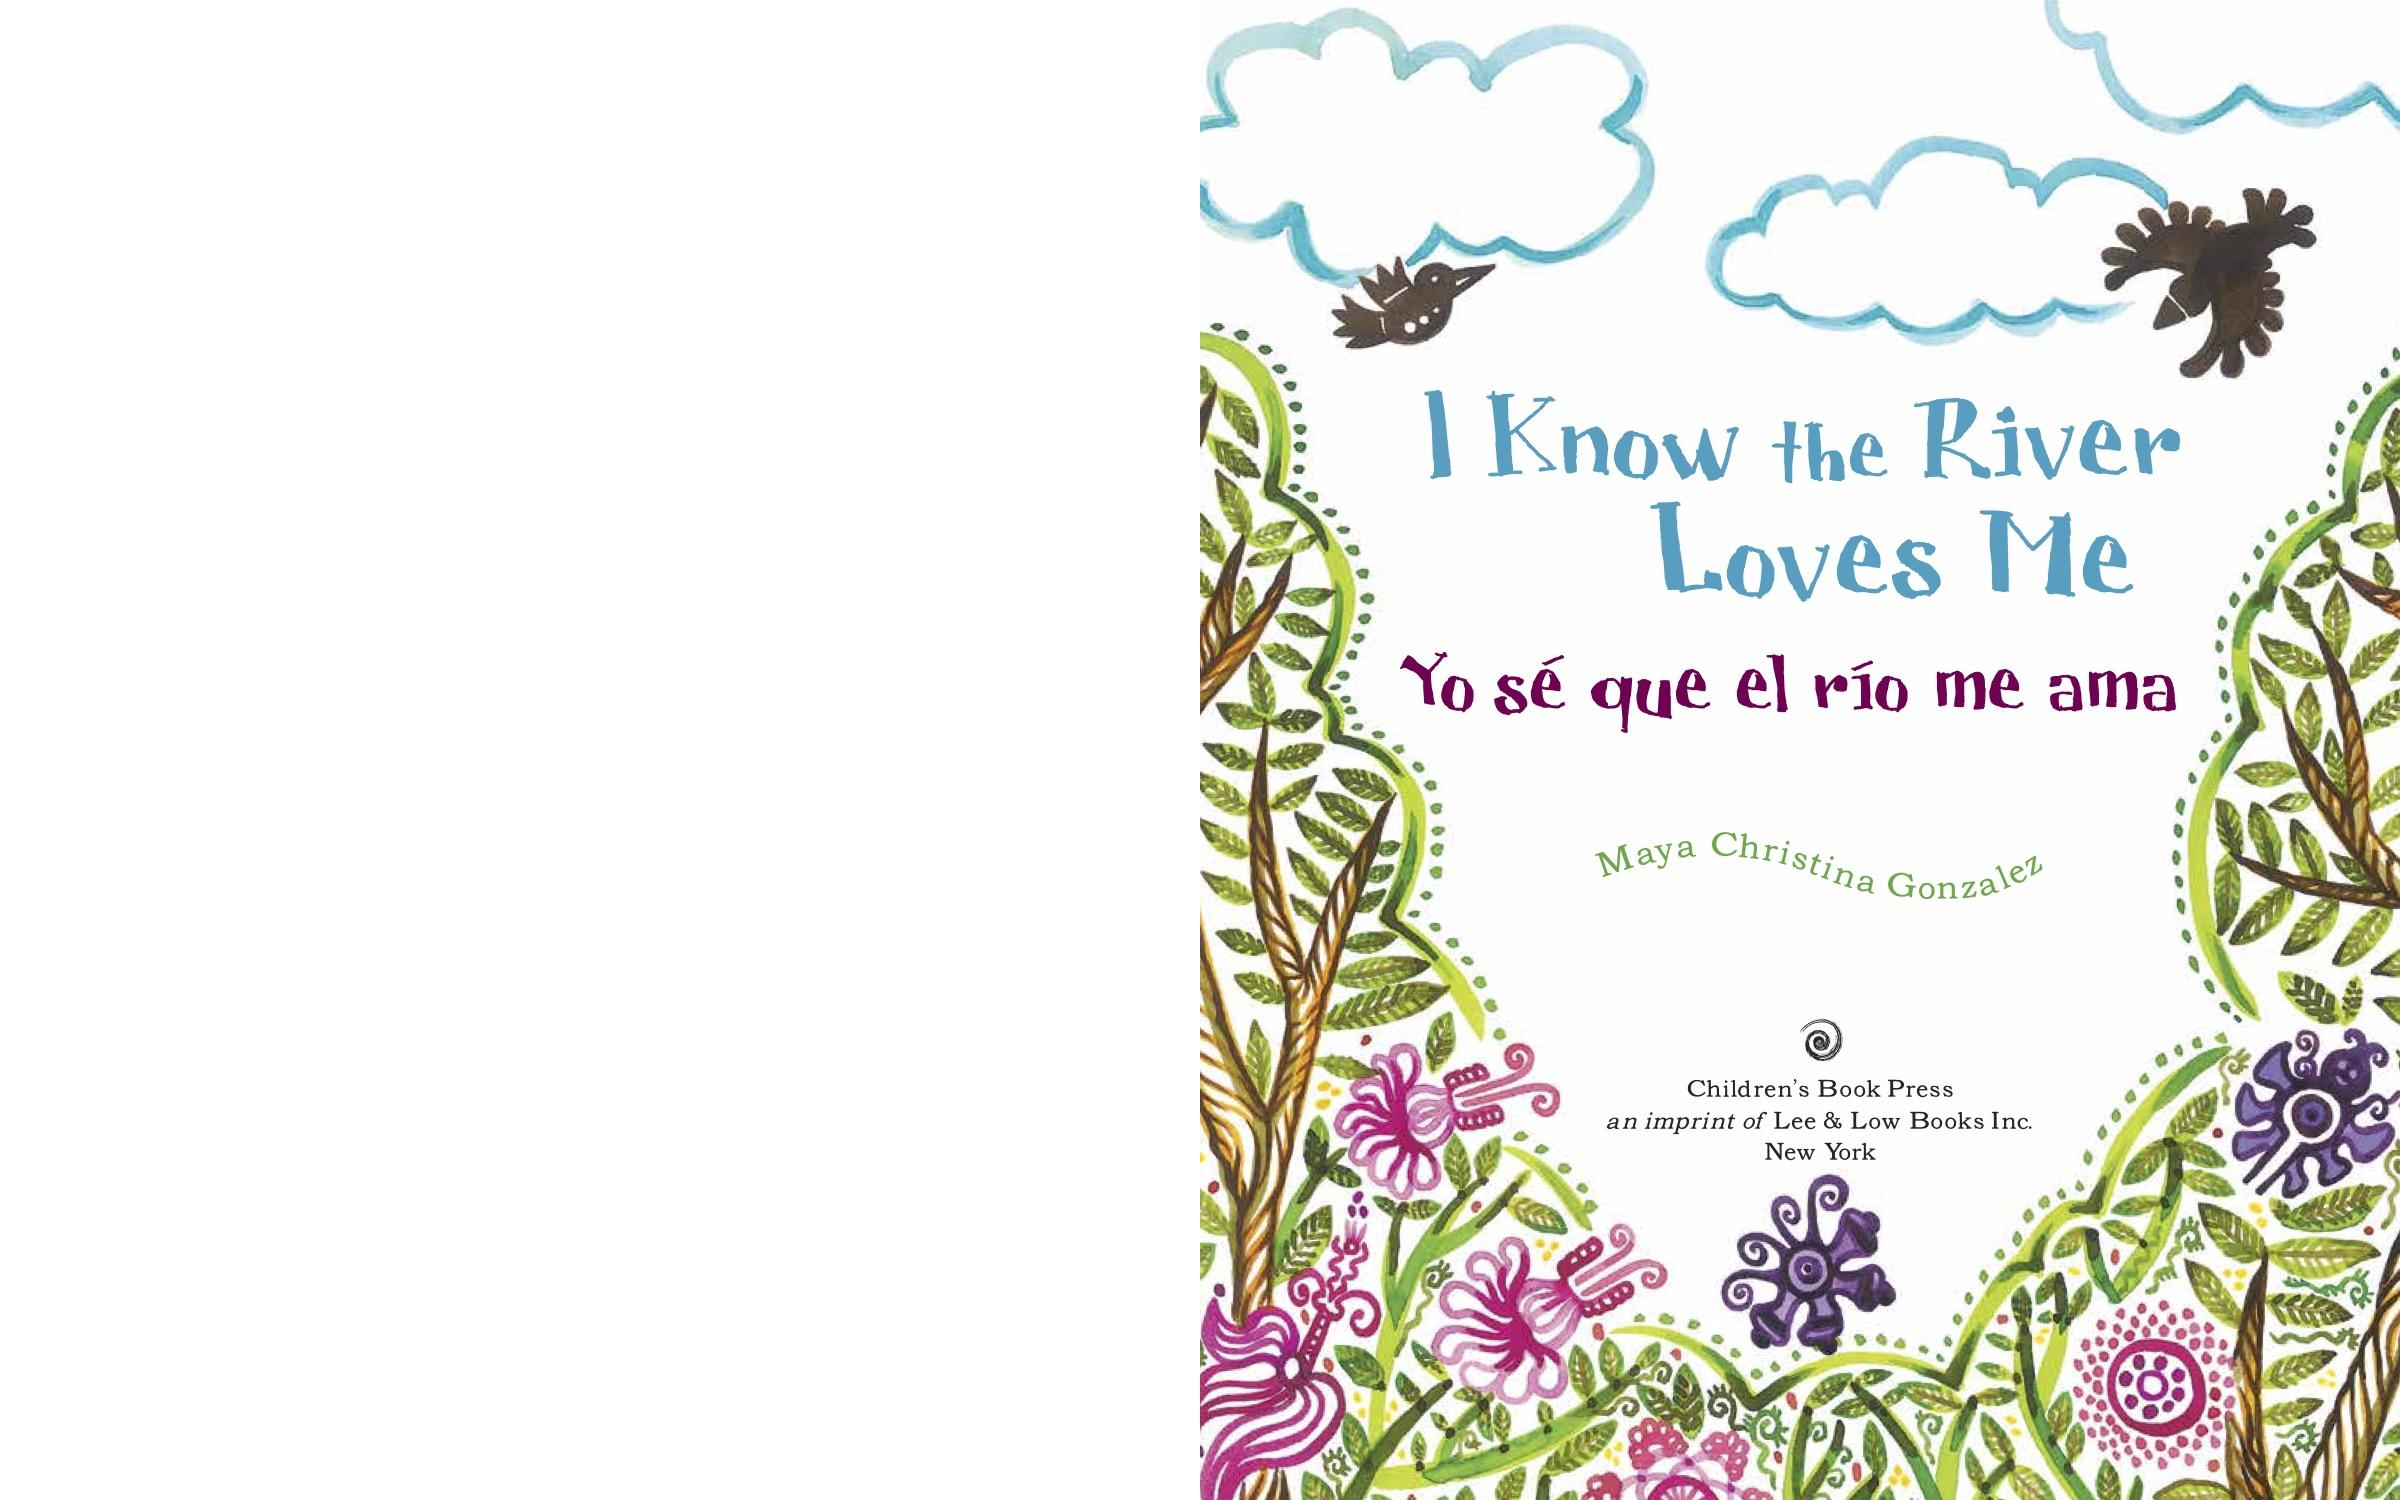 I Know the River
Loves Me
Yo sé que el río me ama
Maya Christina Gonzalez
Children’s Book Press
an imprint of Lee & Low Books Inc.
New York